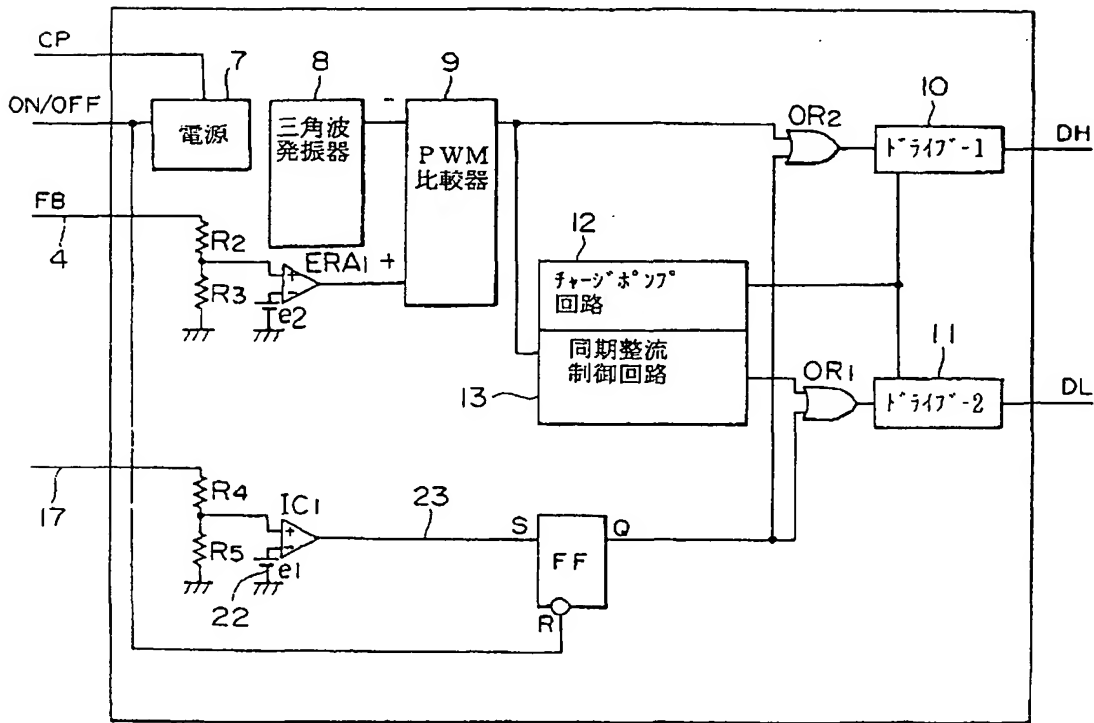 CP
7
8
9
10
ON/OFF
電源
三角波
発振器
-
PWM
比較器
OR2
ドライブ-1
DH
FB
4
R2
R3
ERA1
+
e2
12
チャージポンプ
回路
同期整流
制御回路
13
OR1
11
ドライブ-2
DL
17
R4
R5
IC1
e1
22
23
S
Q
FF
R